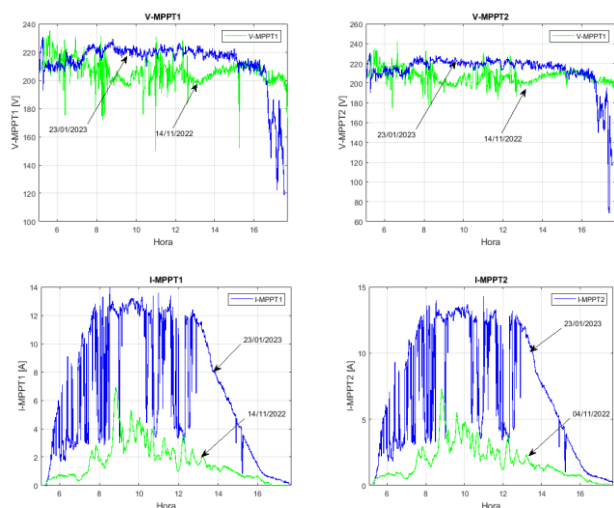 V-MPPT1
V-MPPT1
V-MPPT1 [V]
240
220
200
180
160
140
120
100
23/01/2023
14/11/2022
6 8 10 12 14 16
Hora
V-MPPT2
V-MPPT1
V-MPPT2 [V]
260
240
220
200
180
160
140
120
100
80
60
23/01/2023
14/11/2022
6 8 10 12 14 16
Hora
I-MPPT1
I-MPPT1
I-MPPT1 [A]
14
12
10
8
6
4
2
0
23/01/2023
14/11/2022
6 8 10 12 14 16
Hora
I-MPPT2
I-MPPT2
I-MPPT2 [A]
15
10
5
0
23/01/2023
04/11/2022
6 8 10 12 14 16
Hora